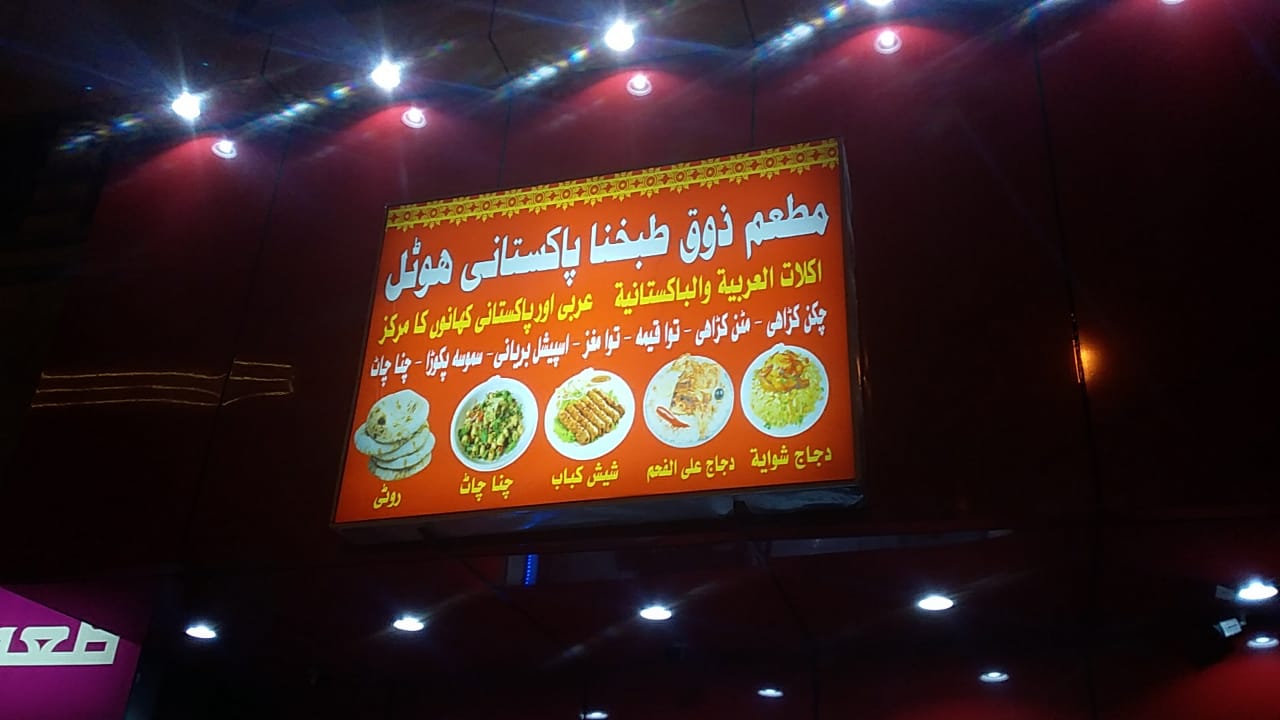 مطعم ذوق طبخنا پاکستانی هوٹل
اكلات العربية والباكستانية عربی اور پاکستانی کھانوں کا مرکز
چکن کڑاھی - مٹن کڑاھی - توا قیمہ - توا مغز - اسپیشل بریانی - سموسہ پکوڑا - چنا چاٹ
دجاج شواية
دجاج على الفحم
شيش كباب
چنا چاٹ
روٹی